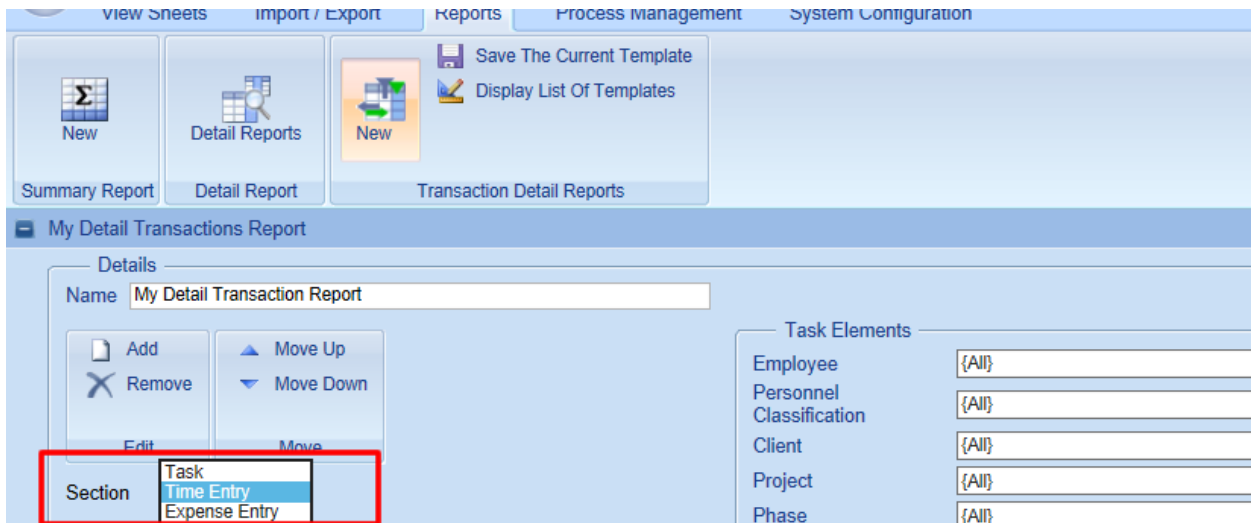 View Sheets Import / Export Reports Process Management System Configuration
Save The Current Template
Display List Of Templates
New Detail Reports New
Summary Report Detail Report Transaction Detail Reports
My Detail Transactions Report
Details
Name My Detail Transaction Report
Add Move Up
Remove Move Down
Edit Move
Section Task
Time Entry
Expense Entry
Task Elements
Employee {All}
Personnel
Classification {All}
Client {All}
Project {All}
Phase {All}